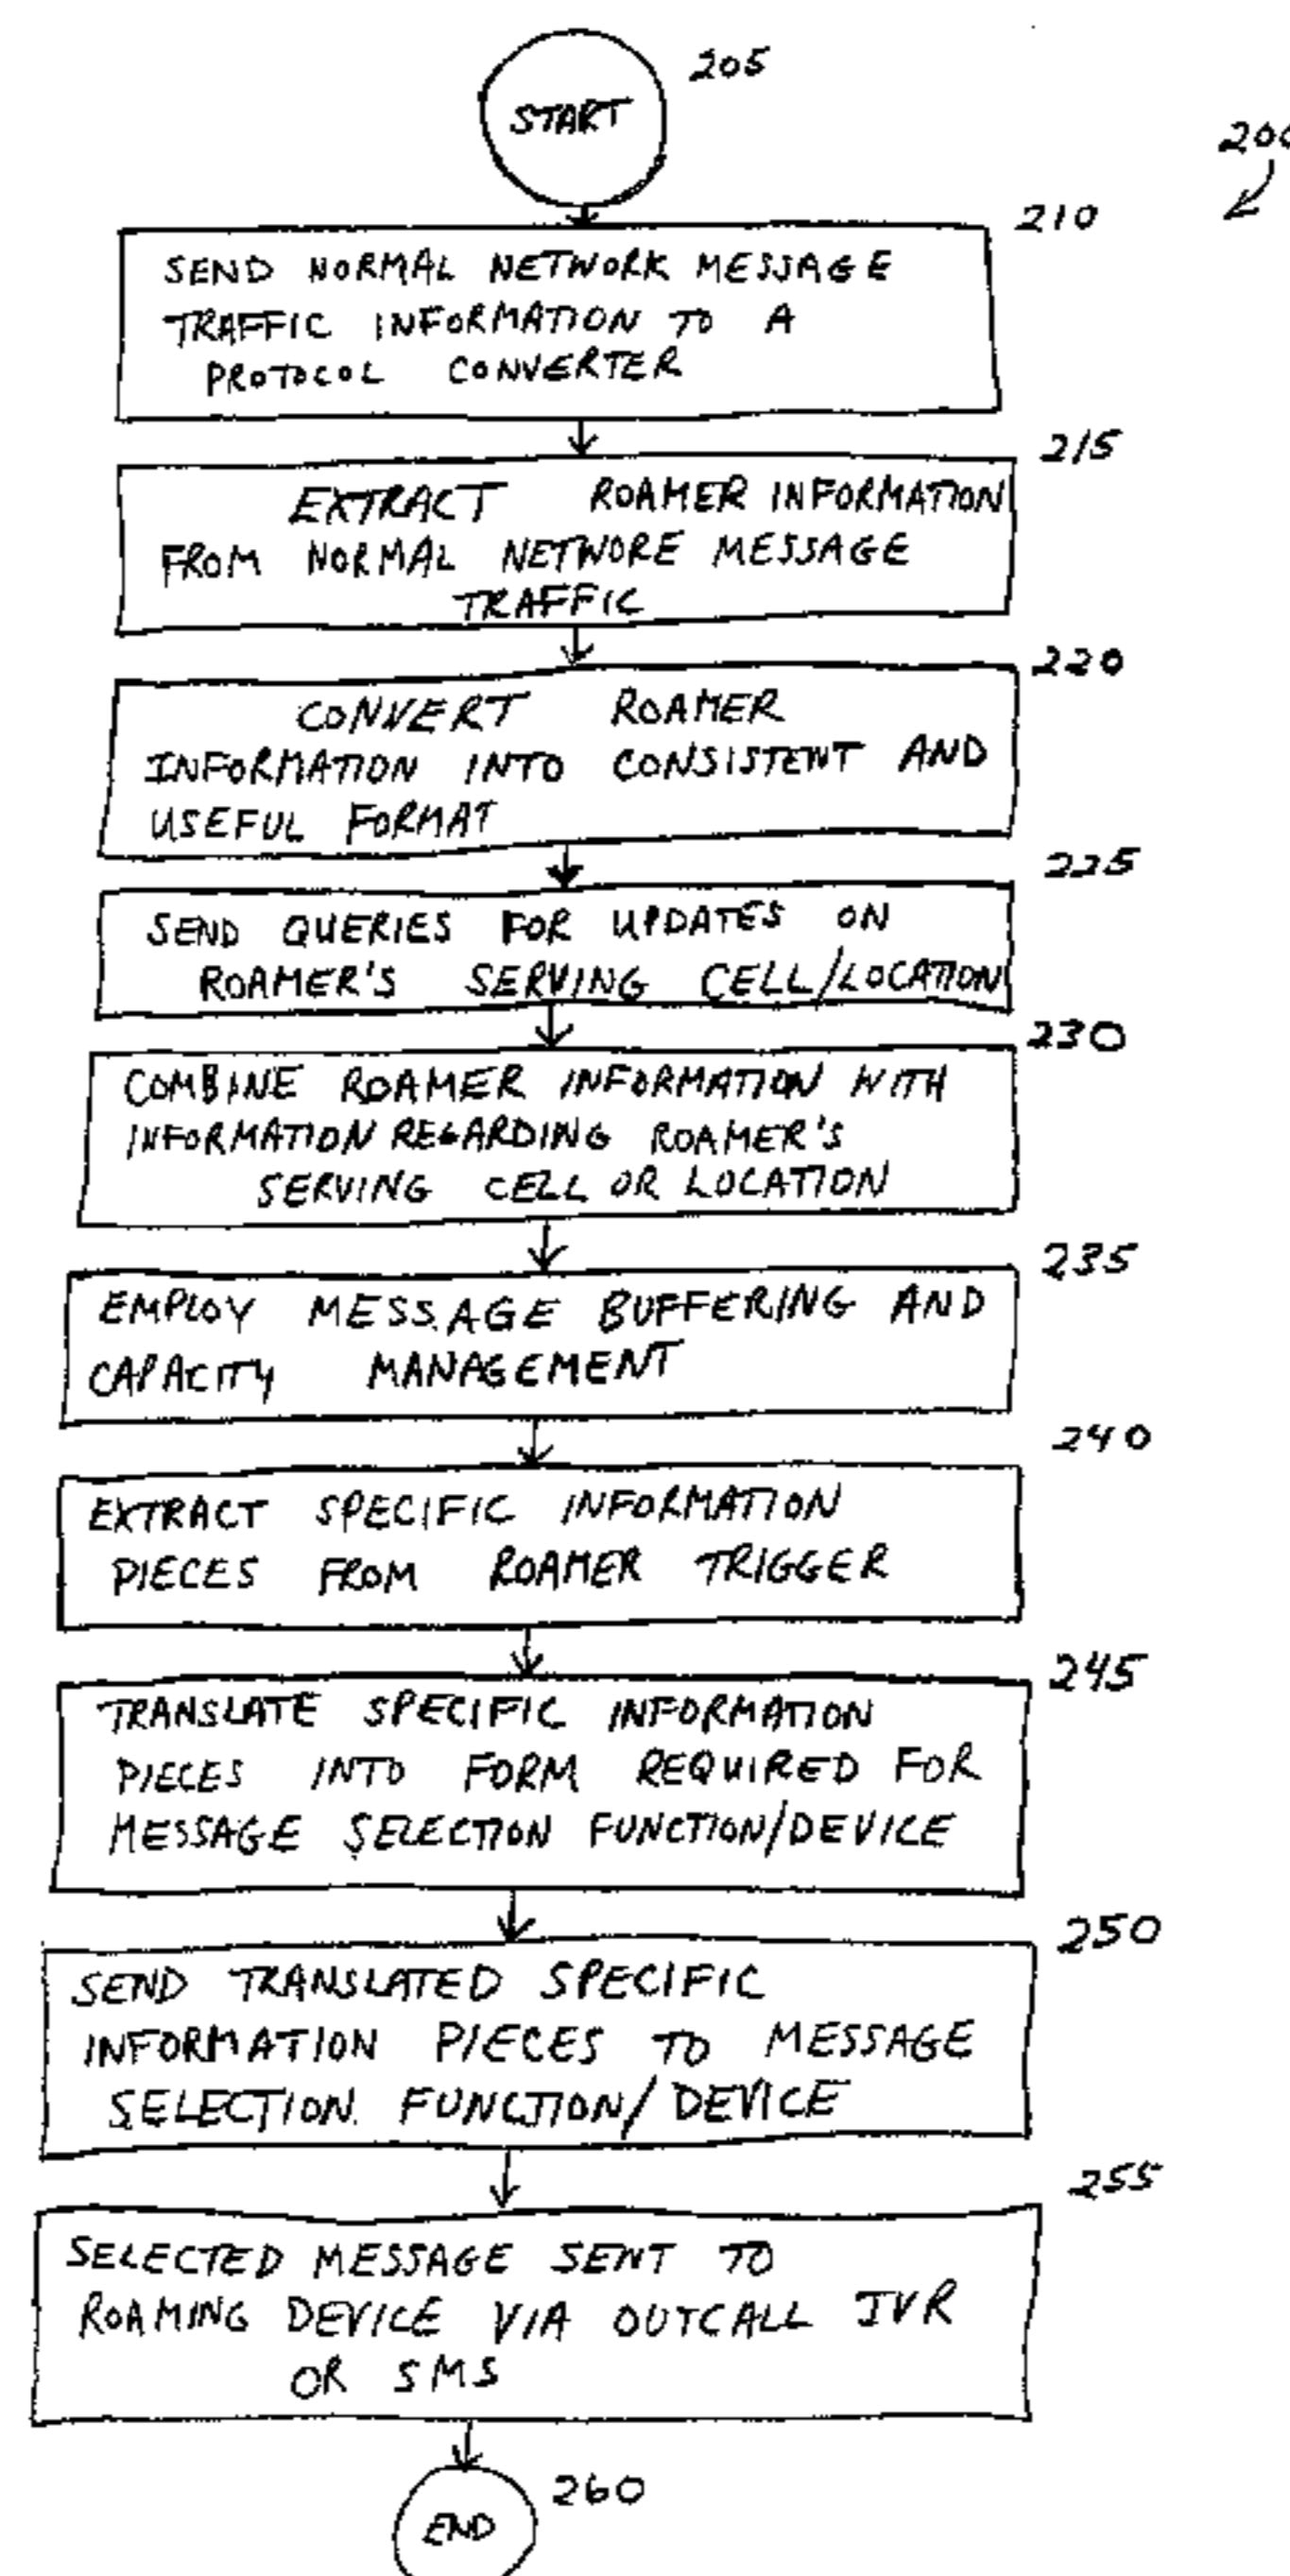 205
START
200
210
SEND NORMAL NETWORK MESSAGE
TRAFFIC INFORMATION TO A
PROTOCOL CONVERTER
215
EXTRACT ROAMER INFORMATION
FROM NORMAL NETWORE MESSAGE
TRAFFIC
220
CONVERT ROAMER
INFORMATION INTO CONSISTENT AND
USEFUL FORMAT
225
SEND QUERIES FOR UPDATES ON
ROAMER'S SERVING CELL/LOCATION
230
COMBINE ROAMER INFORMATION WITH
INFORMATION REGARDING ROAMER'S
SERVING CELL OR LOCATION
235
EMPLOY MESSAGE BUFFERING AND
CAPACITY MANAGEMENT
240
EXTRACT SPECIFIC INFORMATION
PIECES FROM ROAMER TRIGGER
245
TRANSLATE SPECIFIC INFORMATION
PIECES INTO FORM REQUIRED FOR
MESSAGE SELECTION FUNCTION/DEVICE
250
SEND TRANSLATED SPECIFIC
INFORMATION PIECES TO MESSAGE
SELECTION FUNCTION/DEVICE
255
SELECTED MESSAGE SENT TO
ROAMING DEVICE VIA OUTCALL IVR
OR SMS
260
END